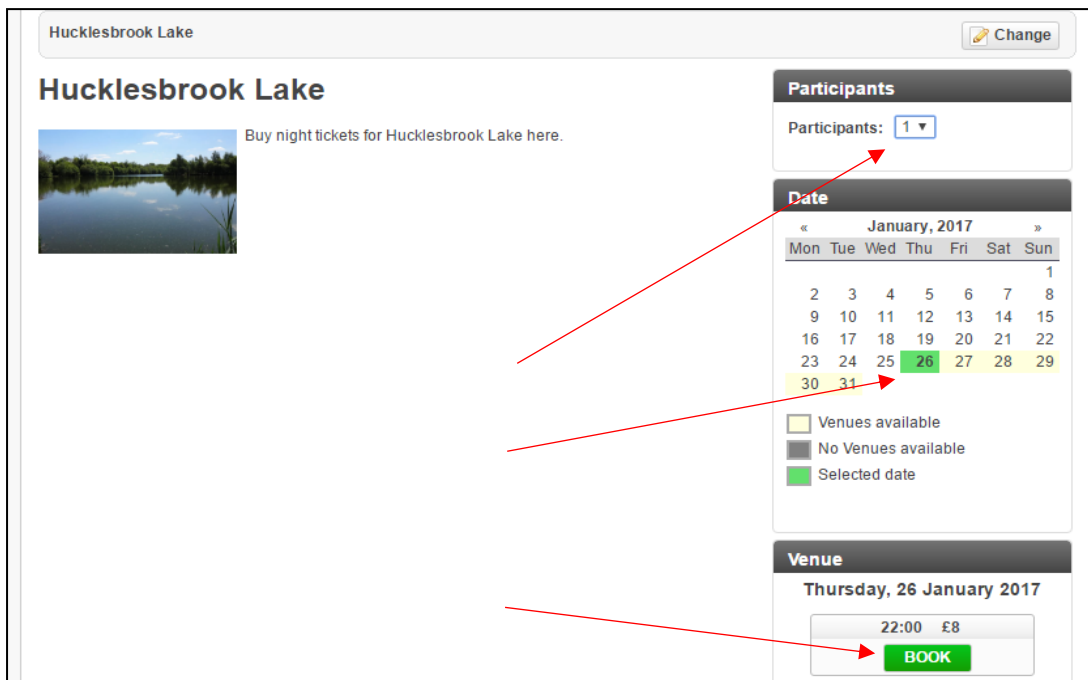 Hucklesbrook Lake
Change
Hucklesbrook Lake
Buy night tickets for Hucklesbrook Lake here.
Participants
Participants: 1 ▼
Date
« January, 2017 »
Mon Tue Wed Thu Fri Sat Sun
1
2 3 4 5 6 7 8
9 10 11 12 13 14 15
16 17 18 19 20 21 22
23 24 25 26 27 28 29
30 31
Venues available
No Venues available
Selected date
Venue
Thursday, 26 January 2017
22:00 £8
BOOK